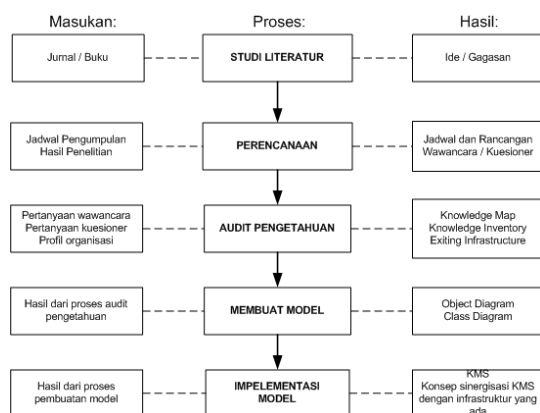 Masukan:
Proses:
Hasil:
Jurnal / Buku
STUDI LITERATUR
Ide / Gagasan
Jadwal Pengumpulan
Hasil Penelitian
PERENCANAAN
Jadwal dan Rancangan
Wawancara / Kuesioner
Pertanyaan wawancara
Pertanyaan kuesioner
Profil organisasi
AUDIT PENGETAHUAN
Knowledge Map
Knowledge Inventory
Exiting Infrastructure
Hasil dari proses audit
pengetahuan
MEMBUAT MODEL
Object Diagram
Class Diagram
Hasil dari proses
pembuatan model
IMPELEMENTASI
MODEL
KMS
Konsep sinergisasi KMS
dengan infrastruktur yang
ada